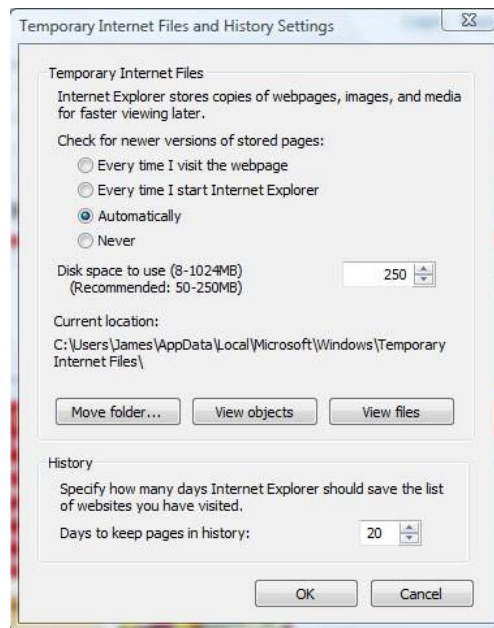 Temporary Internet Files and History Settings
Temporary Internet Files
Internet Explorer stores copies of webpages, images, and media
for faster viewing later.
Check for newer versions of stored pages:
Every time I visit the webpage
Every time I start Internet Explorer
Automatically
Never
Disk space to use (8-1024MB)
(Recommended: 50-250MB)
250
Current location:
C:\Users\James\AppData\Local\Microsoft\Windows\Temporary
Internet Files\
Move folder... View objects View files
History
Specify how many days Internet Explorer should save the list
of websites you have visited.
Days to keep pages in history: 20
OK Cancel